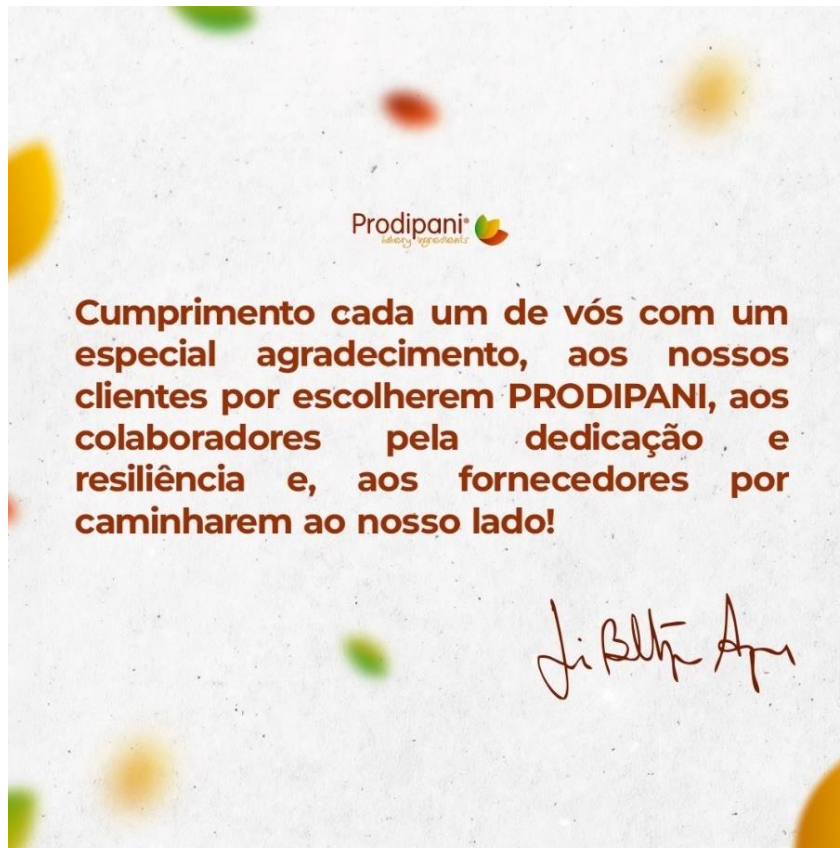 Prodipani®
bakery ingredients
Cumprimento cada um de vós com um
especial agradecimento, aos nossos
clientes por escolherem PRODIPANI, aos
colaboradores pela dedicação e
resiliência e, aos fornecedores por
caminharem ao nosso lado!